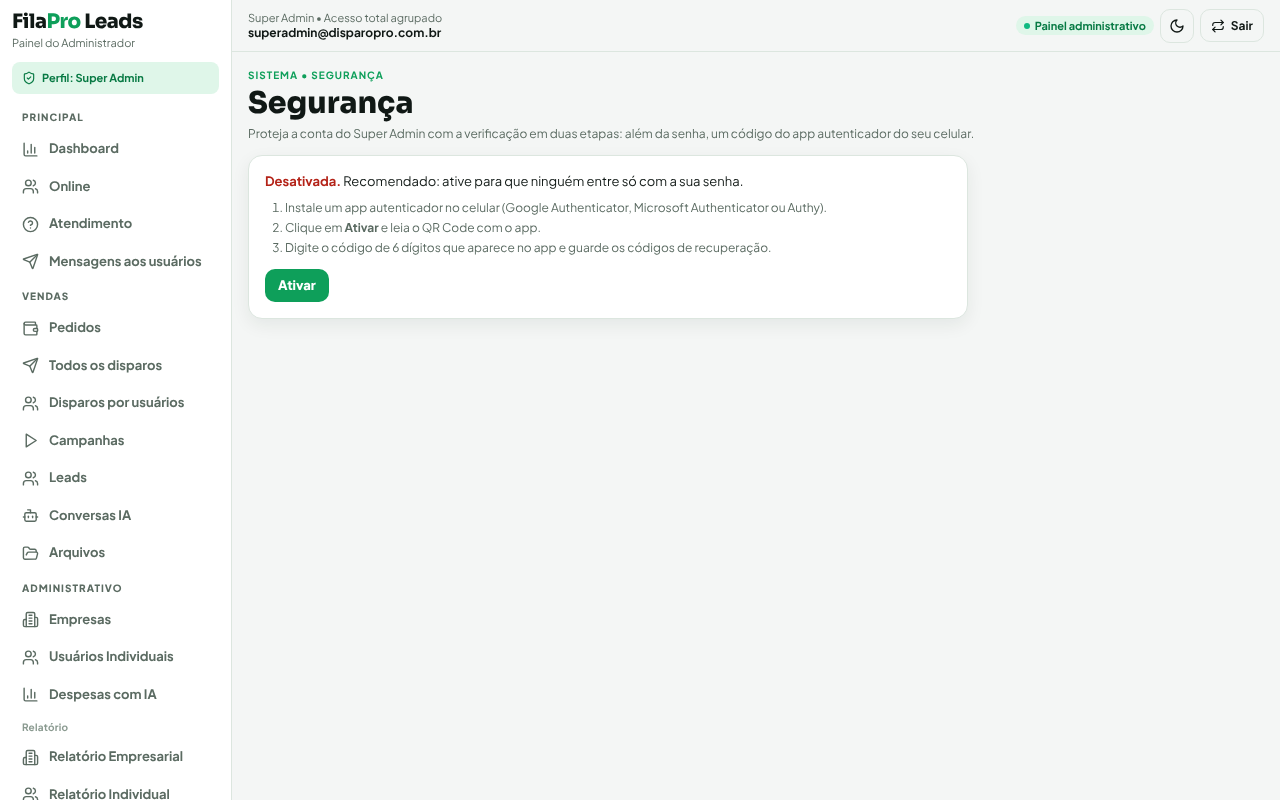 FilaPro Leads
Painel do Administrador
Perfil: Super Admin
PRINCIPAL
Dashboard
Online
Atendimento
Mensagens aos usuários
VENDAS
Pedidos
Todos os disparos
Disparos por usuários
Campanhas
Leads
Conversas IA
Arquivos
ADMINISTRATIVO
Empresas
Usuários Individuais
Despesas com IA
Relatório
Relatório Empresarial
Relatório Individual
Super Admin • Acesso total agrupado
superadmin@disparopro.com.br
Painel administrativo
Sair
SISTEMA • SEGURANÇA
Segurança
Proteja a conta do Super Admin com a verificação em duas etapas: além da senha, um código do app autenticador do seu celular.
Desativada. Recomendado: ative para que ninguém entre só com a sua senha.
1. Instale um app autenticador no celular (Google Authenticator, Microsoft Authenticator ou Authy).
2. Clique em Ativar e leia o QR Code com o app.
3. Digite o código de 6 dígitos que aparece no app e guarde os códigos de recuperação.
Ativar